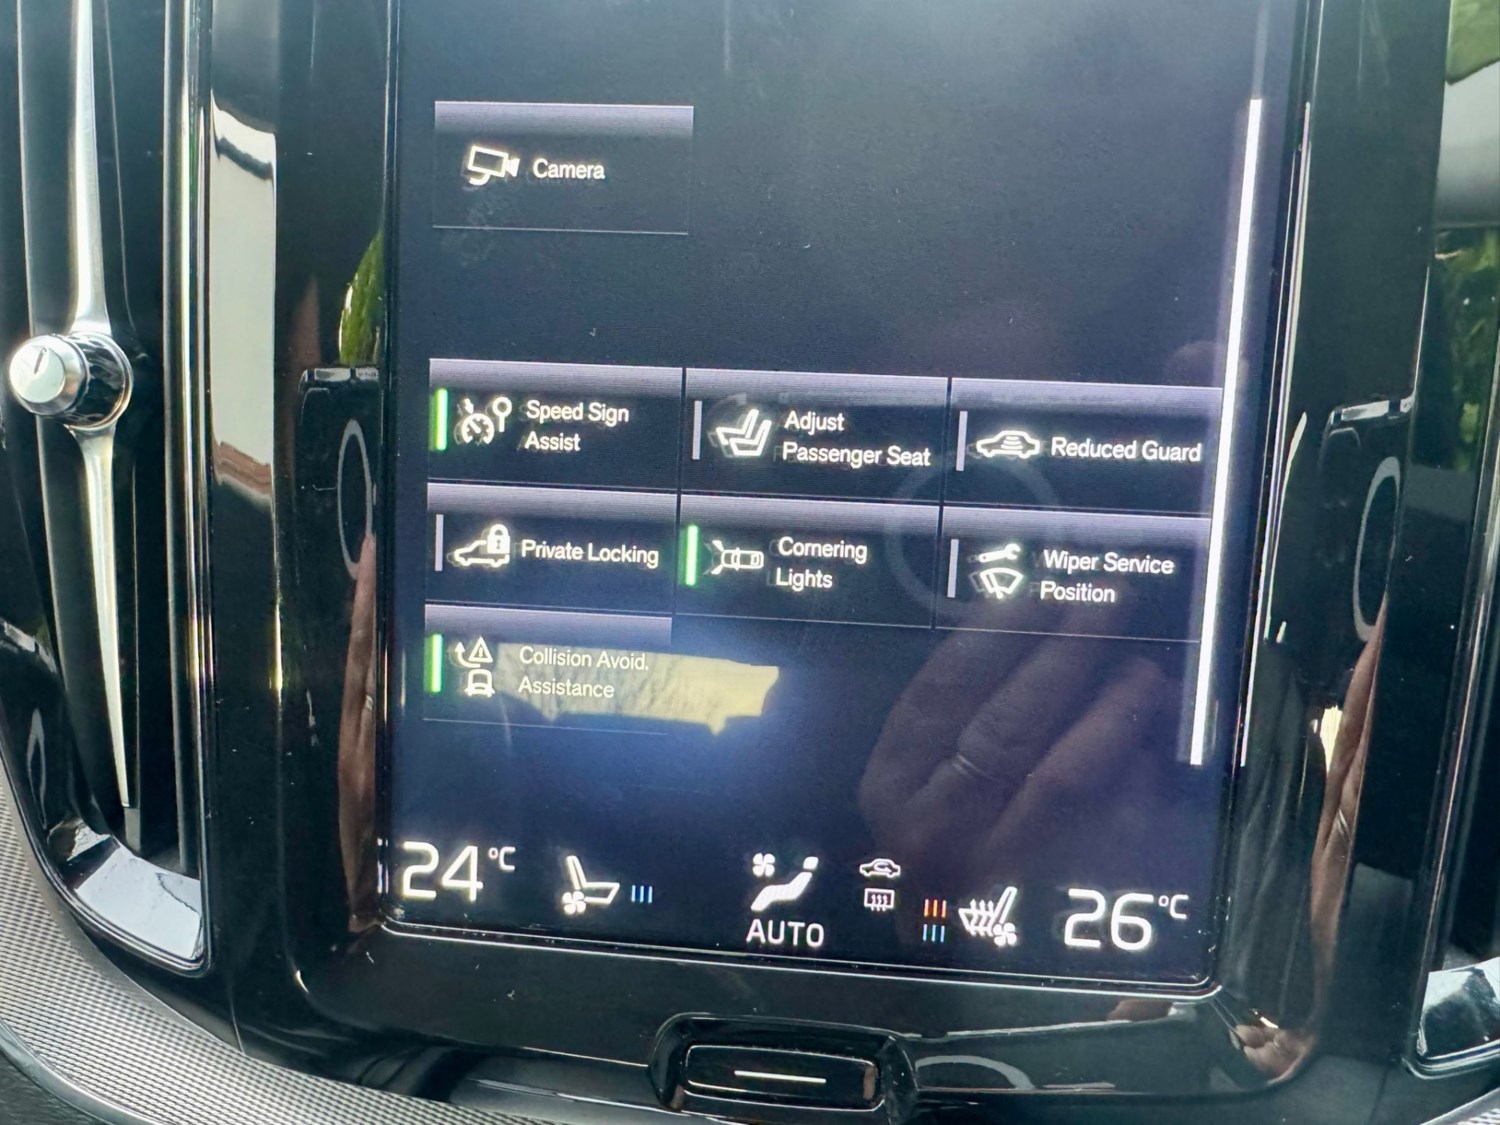 Camera
Speed Sign
Assist
Adjust
Passenger Seat
Reduced Guard
Private Locking
Cornering
Lights
Wiper Service
Position
Collision Avoid.
Assistance
24°C
AUTO
26°C